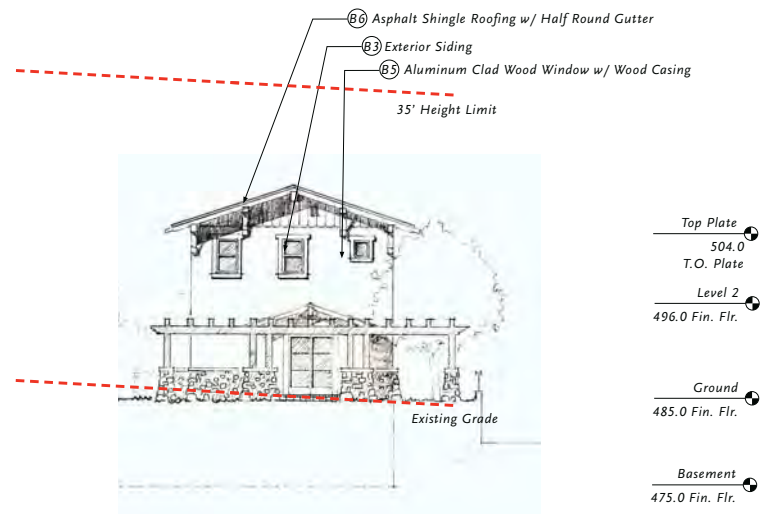 B6 Asphalt Shingle Roofing w/ Half Round Gutter
B3 Exterior Siding
B5 Aluminum Clad Wood Window w/ Wood Casing
35' Height Limit
Top Plate
504.0
T.O. Plate
Level 2
496.0 Fin. Flr.
Ground
485.0 Fin. Flr.
Existing Grade
Basement
475.0 Fin. Flr.